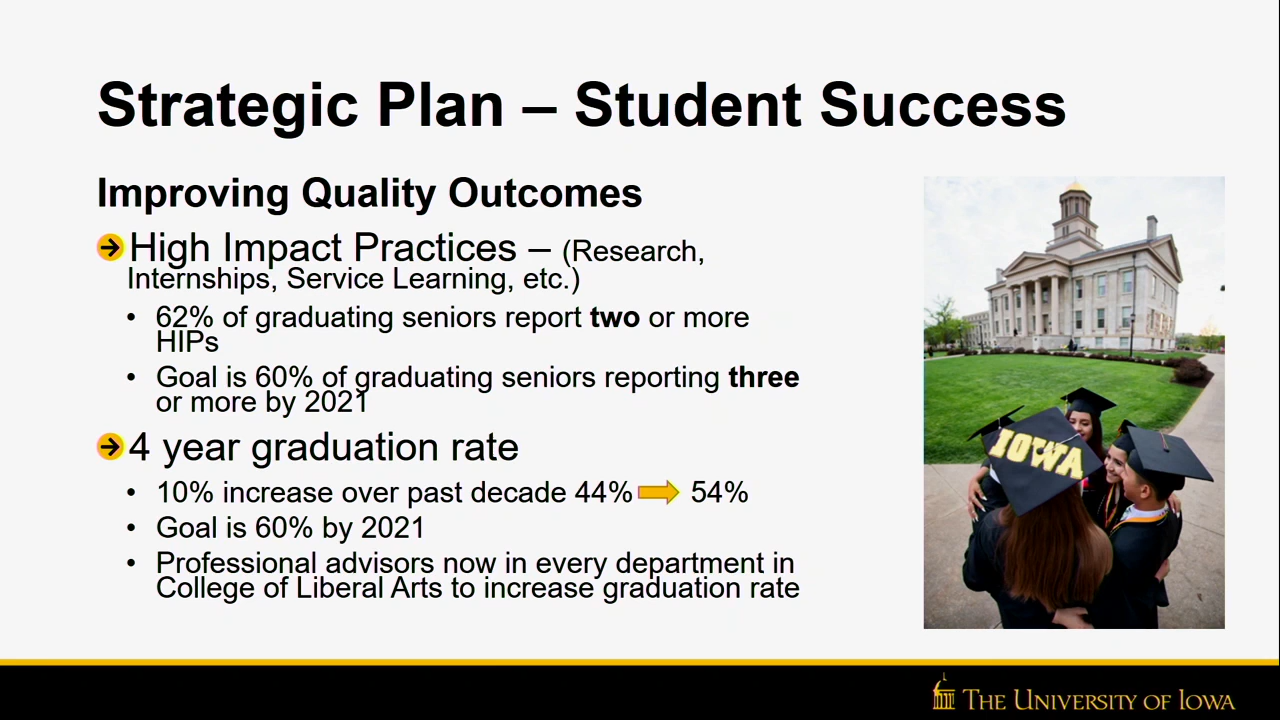 Strategic Plan – Student Success
Improving Quality Outcomes
High Impact Practices – (Research,
Internships, Service Learning, etc.)
• 62% of graduating seniors report two or more
HIPs
• Goal is 60% of graduating seniors reporting three
or more by 2021
4 year graduation rate
• 10% increase over past decade 44% 54%
• Goal is 60% by 2021
• Professional advisors now in every department in
College of Liberal Arts to increase graduation rate
IOWA
THE UNIVERSITY OF IOWA